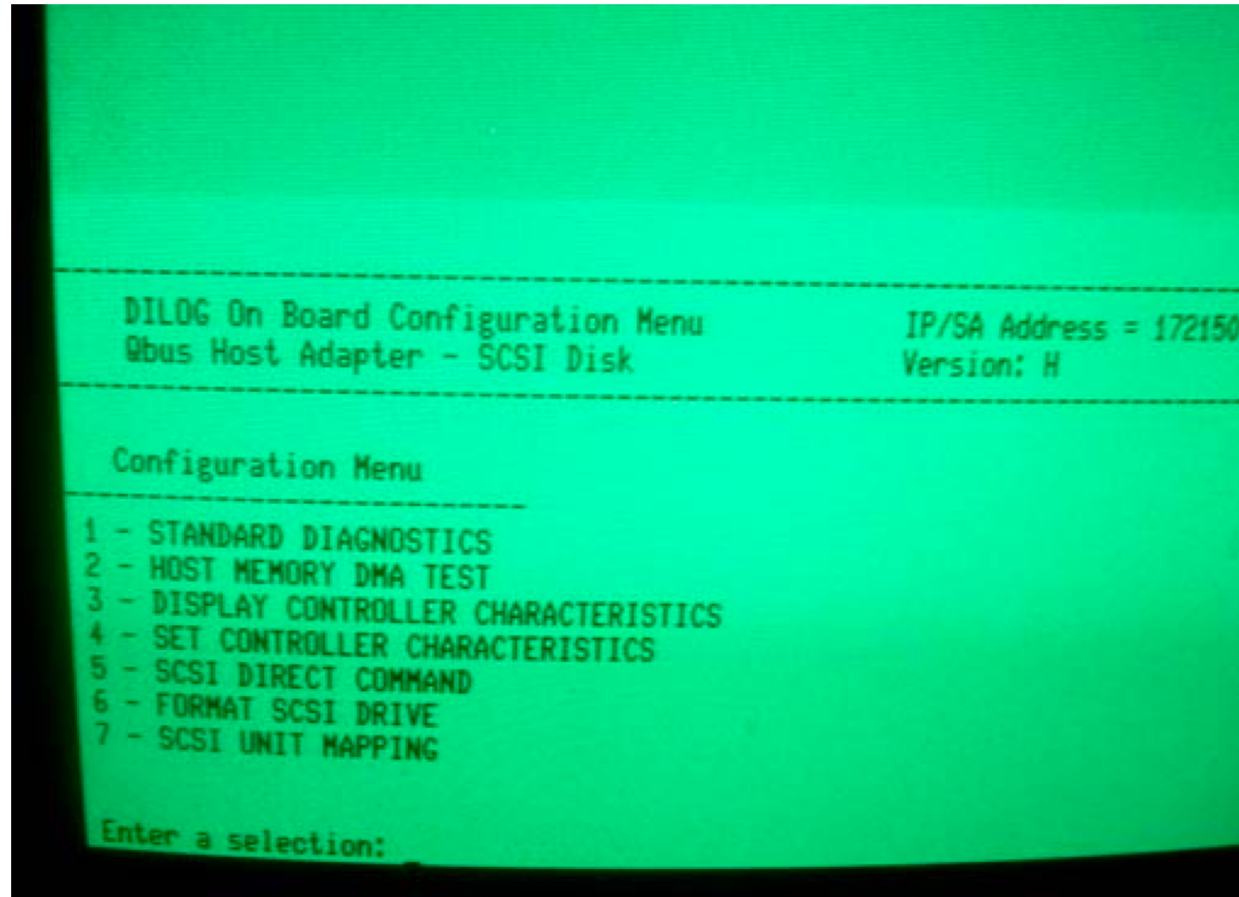 DILOG On Board Configuration Menu IP/SA Address = 172150
Qbus Host Adapter - SCSI Disk Version: H
Configuration Menu
1 - STANDARD DIAGNOSTICS
2 - HOST MEMORY DMA TEST
3 - DISPLAY CONTROLLER CHARACTERISTICS
4 - SET CONTROLLER CHARACTERISTICS
5 - SCSI DIRECT COMMAND
6 - FORMAT SCSI DRIVE
7 - SCSI UNIT MAPPING
Enter a selection: